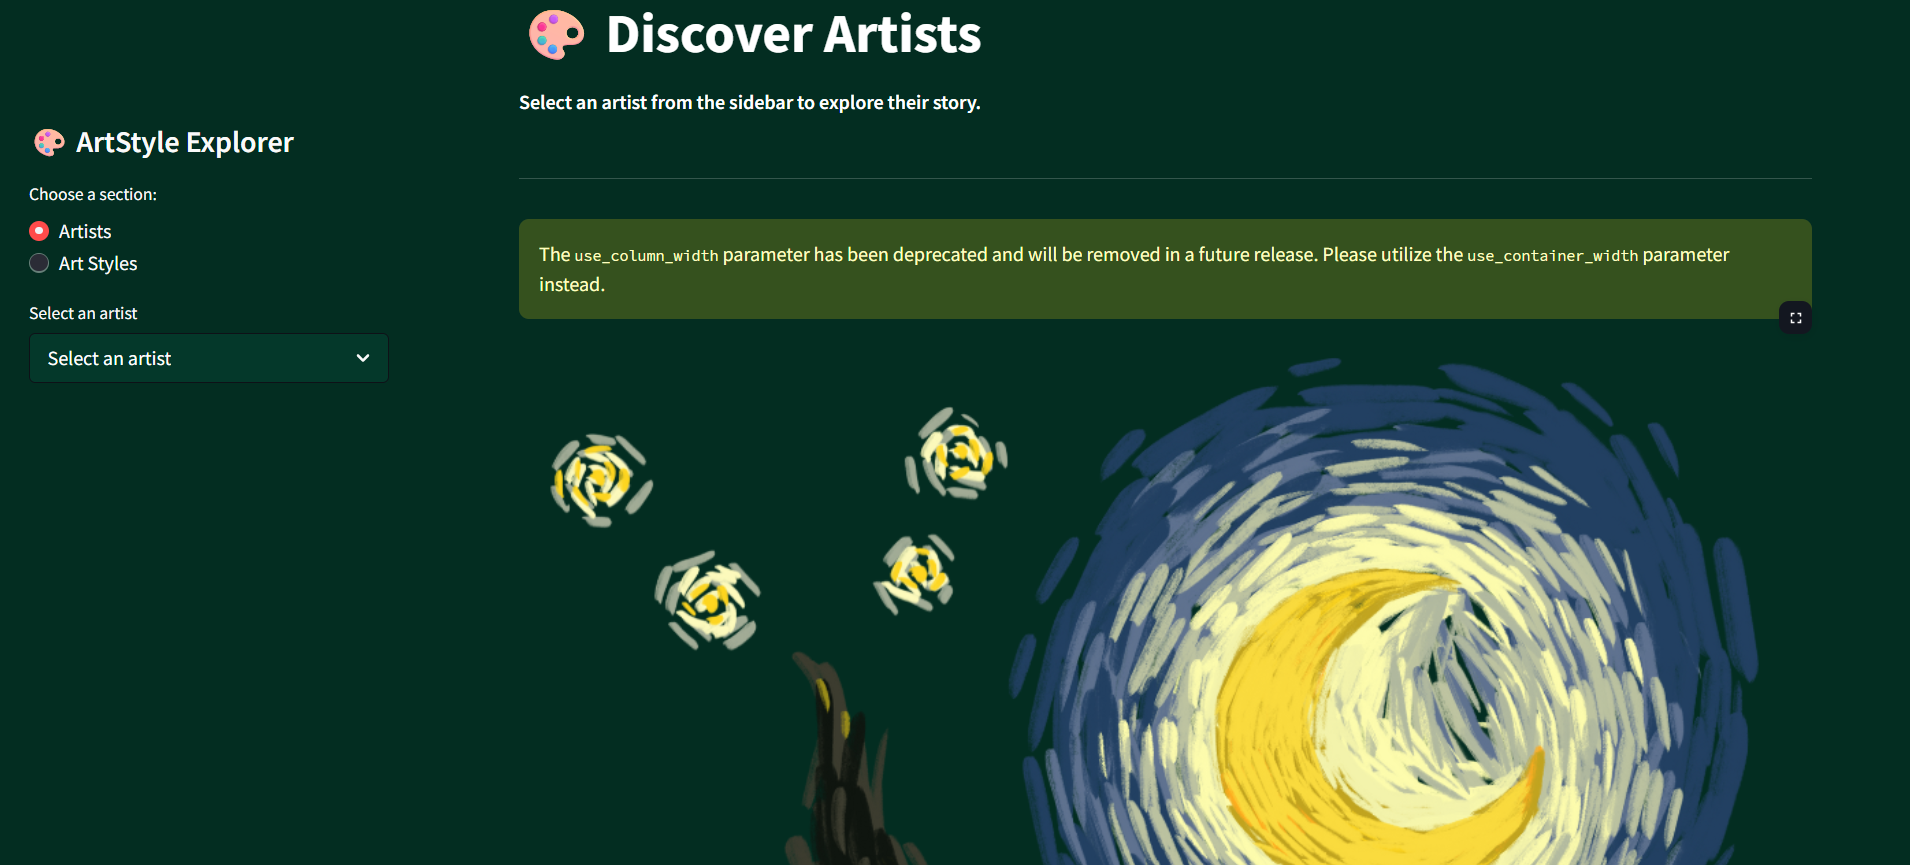 Discover Artists
Select an artist from the sidebar to explore their story.
ArtStyle Explorer
Choose a section:
Artists
Art Styles
Select an artist
Select an artist
The use_column_width parameter has been deprecated and will be removed in a future release. Please utilize the use_container_width parameter
instead.